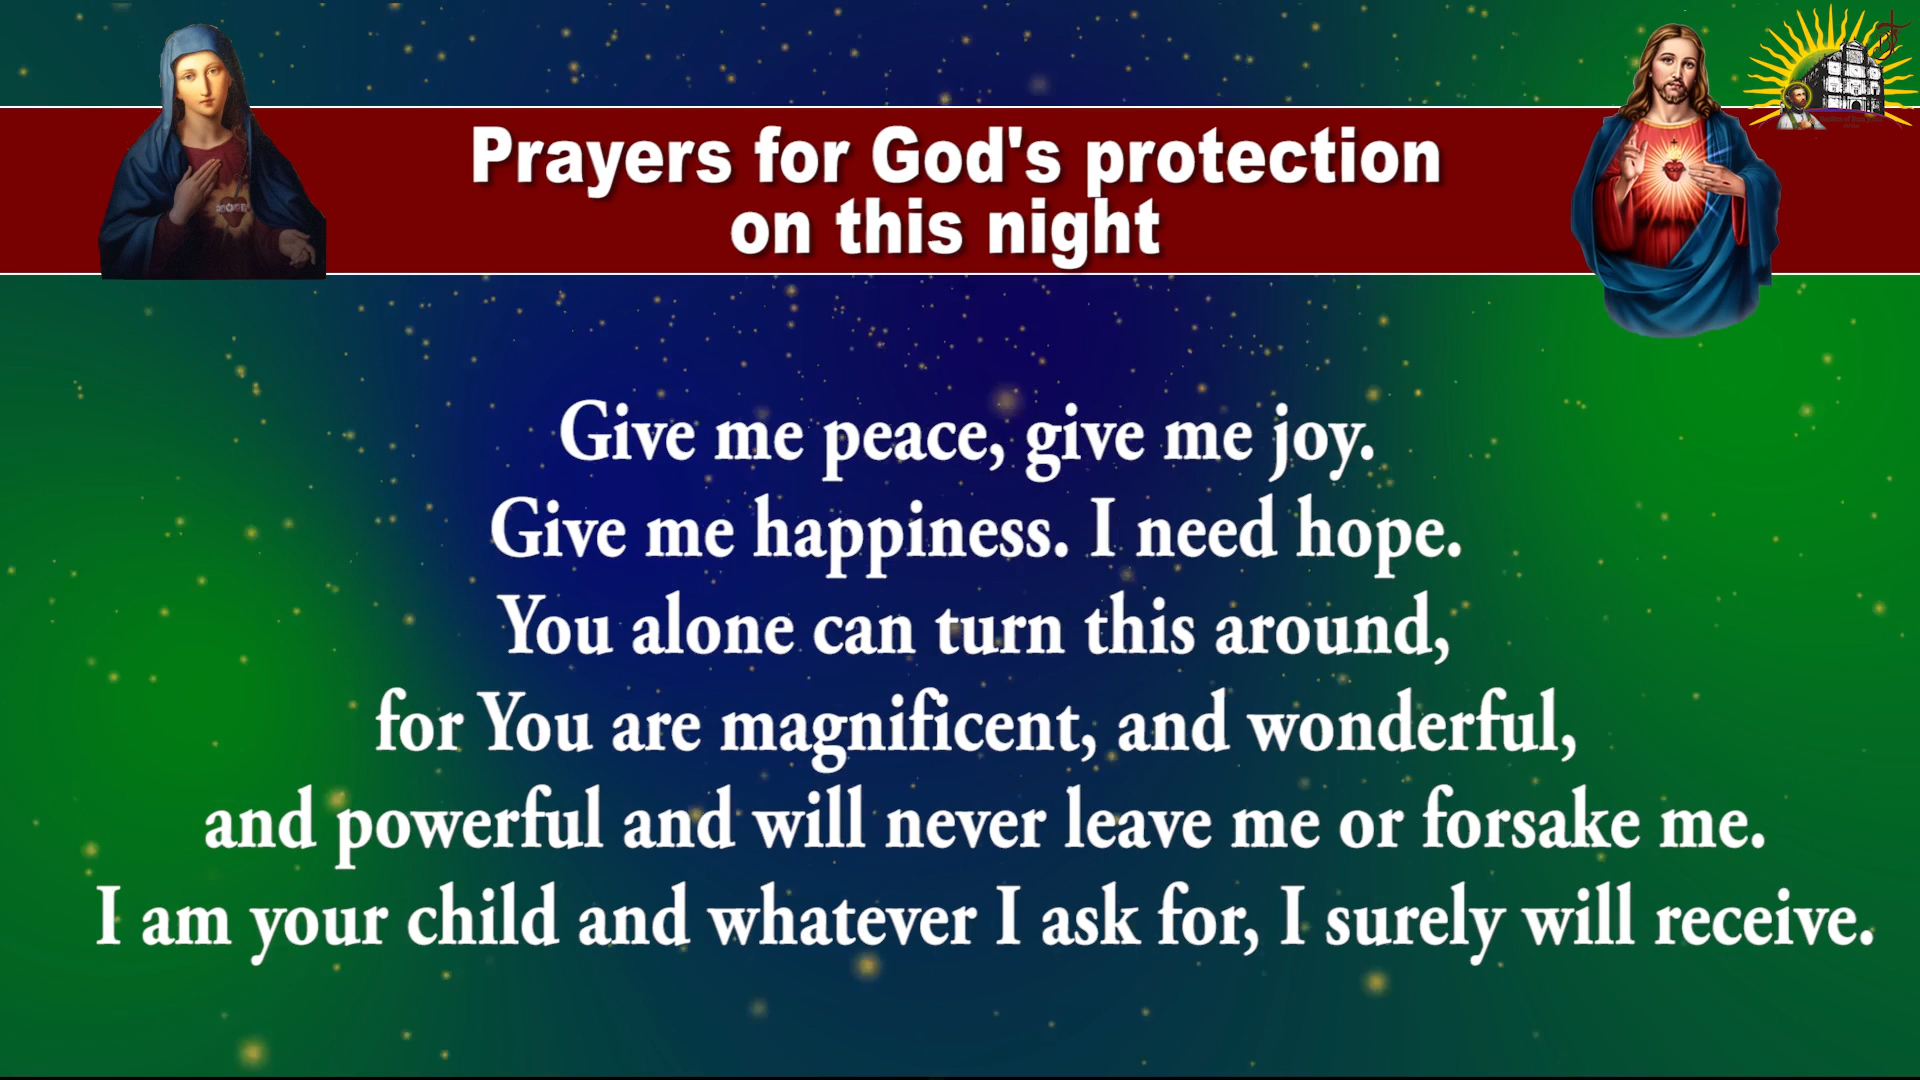 Prayers for God's protection
on this night
Give me peace, give me joy.
Give me happiness. I need hope.
You alone can turn this around,
for You are magnificent, and wonderful,
and powerful and will never leave me or forsake me.
I am your child and whatever I ask for, I surely will receive.